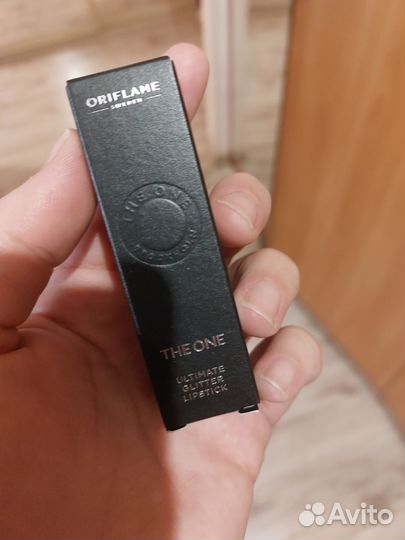 ORIFLAME
SWEDEN
THE ONE
THE ONE
ULTIMATE
GLITTER
LIPSTICK
Avito